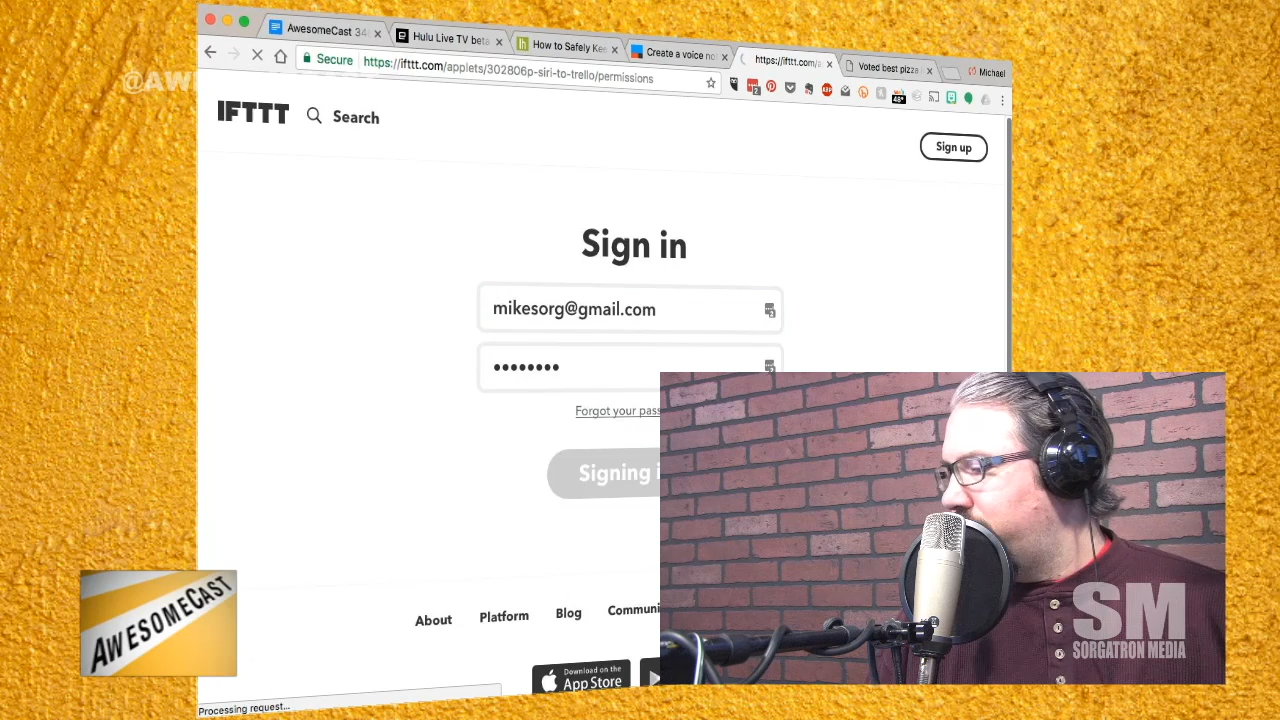 AwesomeCast 34
Hulu Live TV beta
How to Safely Kee
Create a voice no
https://ifttt.com/a
Voted best pizza
Michael
Secure
https://ifttt.com/applets/302806p-siri-to-trello/permissions
@AW
IFTTT
Search
Sign up
Sign in
mikesorg@gmail.com
••••••••
Forgot your pass
Signing i
About
Platform
Blog
Communi
Download on the
App Store
Processing request...
AWESOMECAST
SM
SORGATRON MEDIA